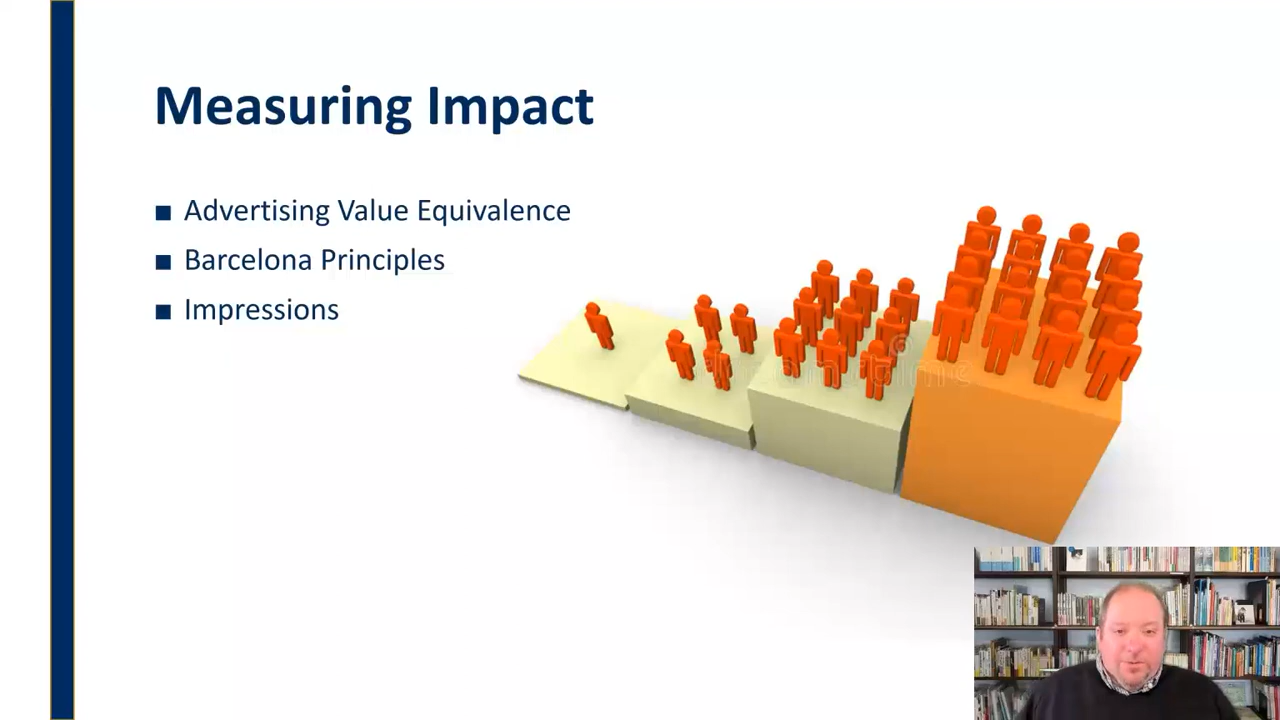 Measuring Impact
■ Advertising Value Equivalence
■ Barcelona Principles
■ Impressions